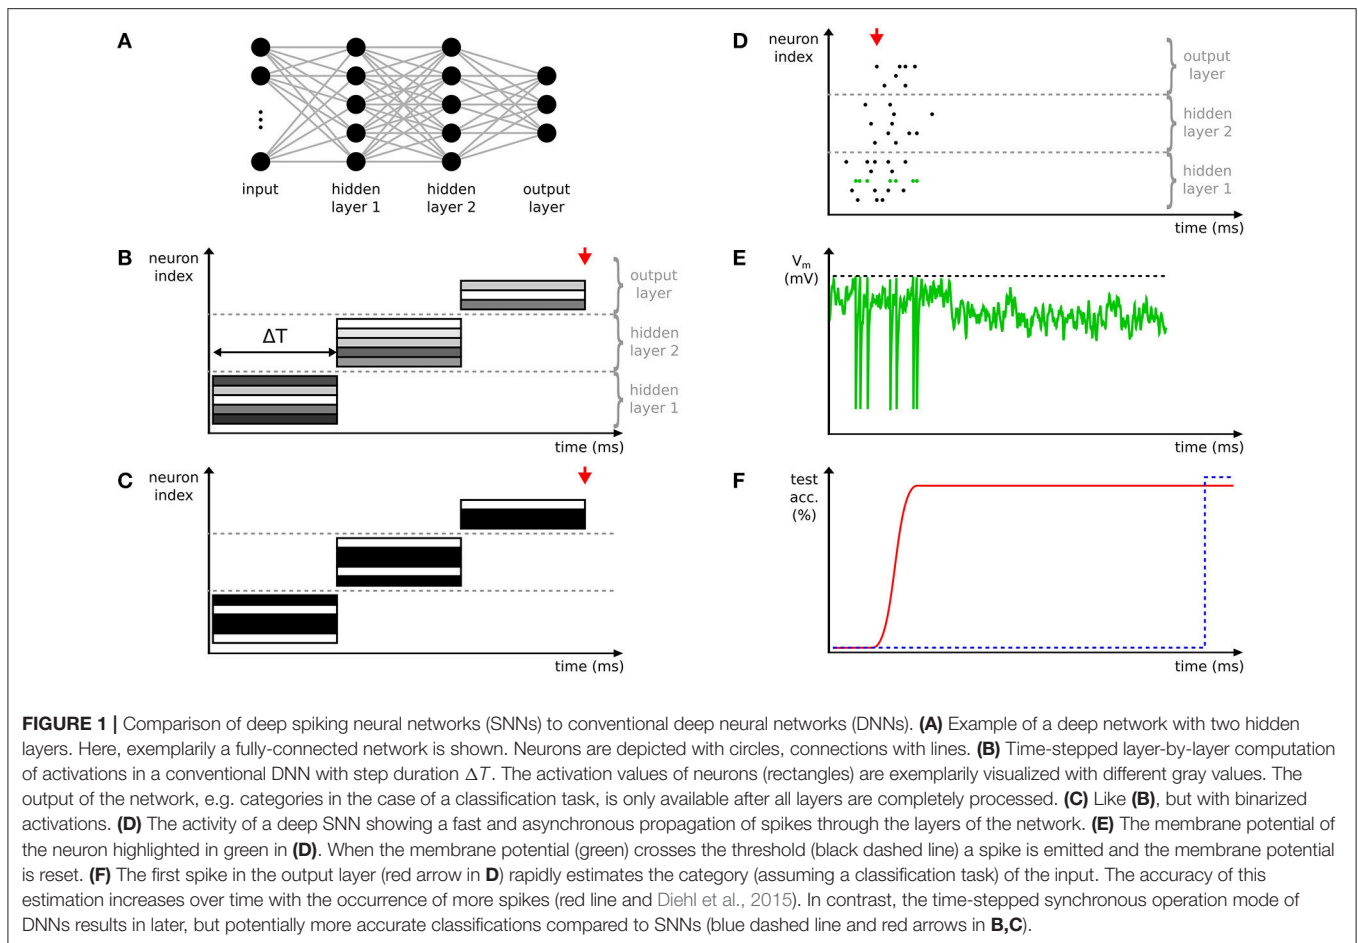 A
input
hidden
layer 1
hidden
layer 2
output
layer
B
neuron
index
ΔT
output
layer
hidden
layer 2
hidden
layer 1
time (ms)
C
neuron
index
time (ms)
D
neuron
index
output
layer
hidden
layer 2
hidden
layer 1
time (ms)
E
Vm
(mV)
F
test
acc.
(%)
time (ms)
FIGURE 1 | Comparison of deep spiking neural networks (SNNs) to conventional deep neural networks (DNNs). (A) Example of a deep network with two hidden
layers. Here, exemplarily a fully-connected network is shown. Neurons are depicted with circles, connections with lines. (B) Time-stepped layer-by-layer computation
of activations in a conventional DNN with step duration ΔT. The activation values of neurons (rectangles) are exemplarily visualized with different gray values. The
output of the network, e.g. categories in the case of a classification task, is only available after all layers are completely processed. (C) Like (B), but with binarized
activations. (D) The activity of a deep SNN showing a fast and asynchronous propagation of spikes through the layers of the network. (E) The membrane potential of
the neuron highlighted in green in (D). When the membrane potential (green) crosses the threshold (black dashed line) a spike is emitted and the membrane potential
is reset. (F) The first spike in the output layer (red arrow in D) rapidly estimates the category (assuming a classification task) of the input. The accuracy of this
estimation increases over time with the occurrence of more spikes (red line and Diehl et al., 2015). In contrast, the time-stepped synchronous operation mode of
DNNs results in later, but potentially more accurate classifications compared to SNNs (blue dashed line and red arrows in B,C).